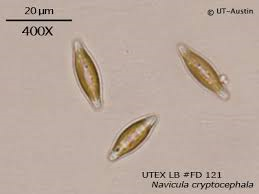 20 µm
© UT-Austin
400X
UTEX LB #FD 121
Navicula cryptocephala